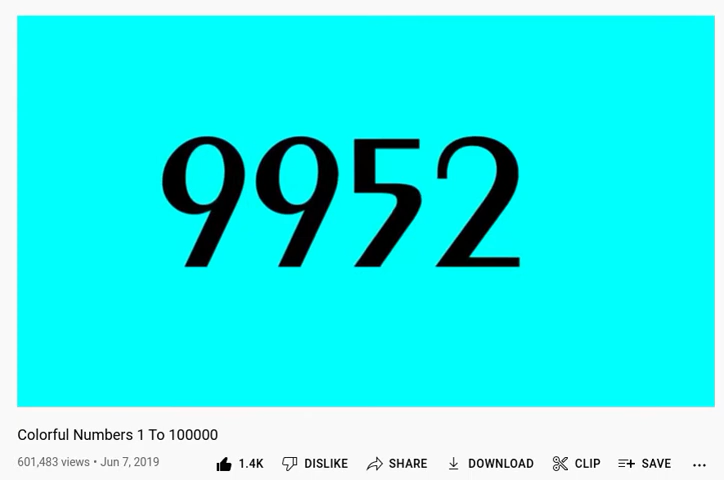 9952
Colorful Numbers 1 To 100000
601,483 views • Jun 7, 2019 1.4K DISLIKE SHARE DOWNLOAD CLIP SAVE ...